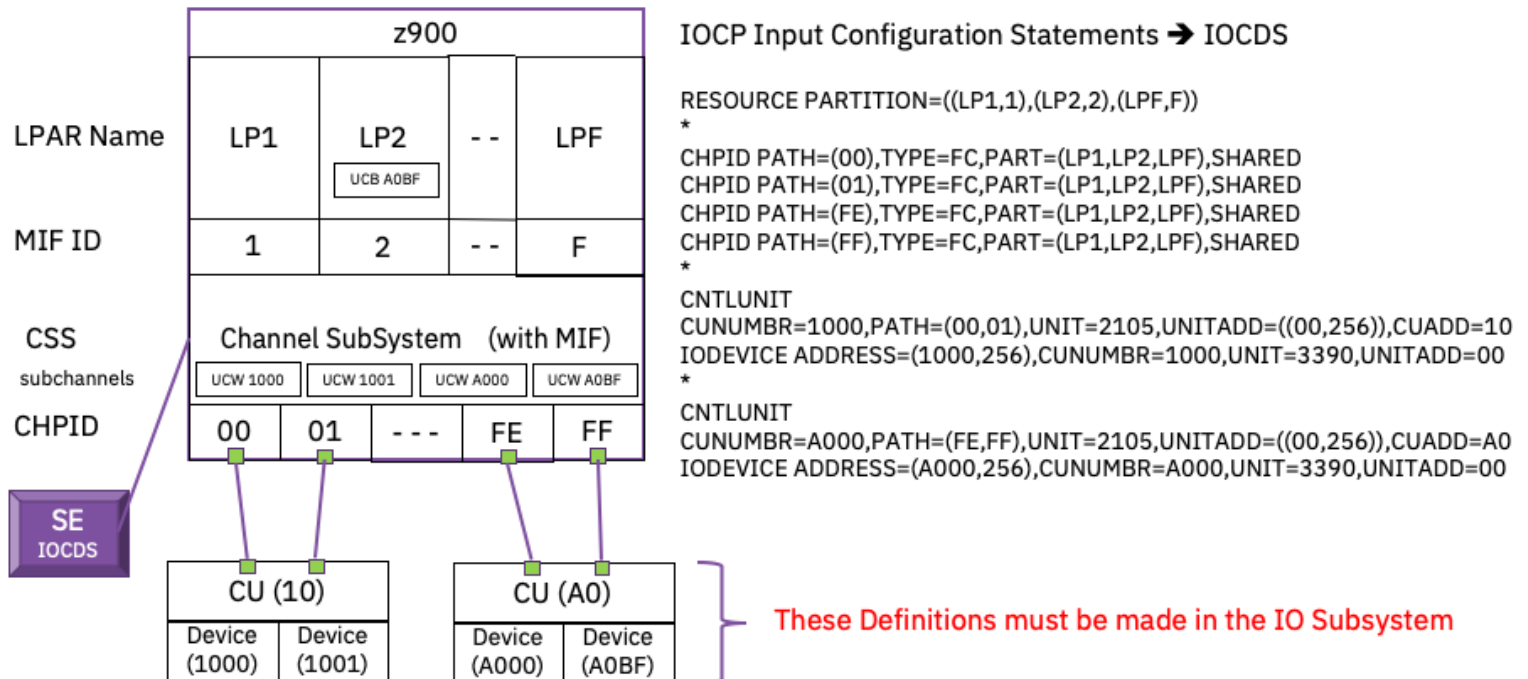 z900
LPAR Name
LP1
LP2
- -
LPF
UCB A0BF
MIF ID
1
2
- -
F
CSS
subchannels
Channel SubSystem (with MIF)
UCW 1000
UCW 1001
UCW A000
UCW A0BF
CHPID
00
01
- - -
FE
FF
SE
IOCDS
CU (10)
Device
(1000)
Device
(1001)
CU (A0)
Device
(A000)
Device
(A0BF)
IOCP Input Configuration Statements ➔ IOCDS
RESOURCE PARTITION=((LP1,1),(LP2,2),(LPF,F))
*
CHPID PATH=(00),TYPE=FC,PART=(LP1,LP2,LPF),SHARED
CHPID PATH=(01),TYPE=FC,PART=(LP1,LP2,LPF),SHARED
CHPID PATH=(FE),TYPE=FC,PART=(LP1,LP2,LPF),SHARED
CHPID PATH=(FF),TYPE=FC,PART=(LP1,LP2,LPF),SHARED
*
CNTLUNIT
CUNUMBR=1000,PATH=(00,01),UNIT=2105,UNITADD=((00,256)),CUADD=10
IODEVICE ADDRESS=(1000,256),CUNUMBR=1000,UNIT=3390,UNITADD=00
*
CNTLUNIT
CUNUMBR=A000,PATH=(FE,FF),UNIT=2105,UNITADD=((00,256)),CUADD=A0
IODEVICE ADDRESS=(A000,256),CUNUMBR=A000,UNIT=3390,UNITADD=00
These Definitions must be made in the IO Subsystem